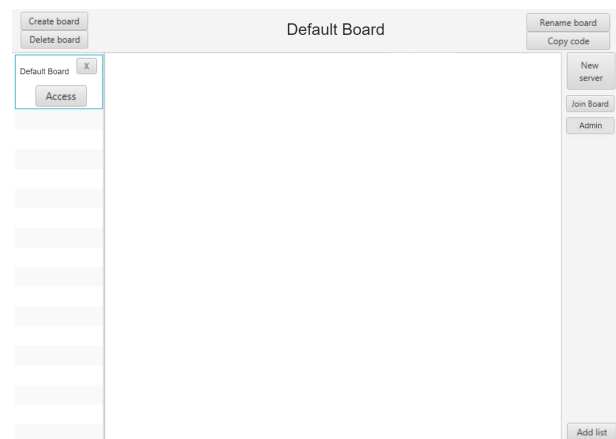 Create board
Delete board
Default Board
Rename board
Copy code
Default Board
X
Access
New
server
Join Board
Admin
Add list